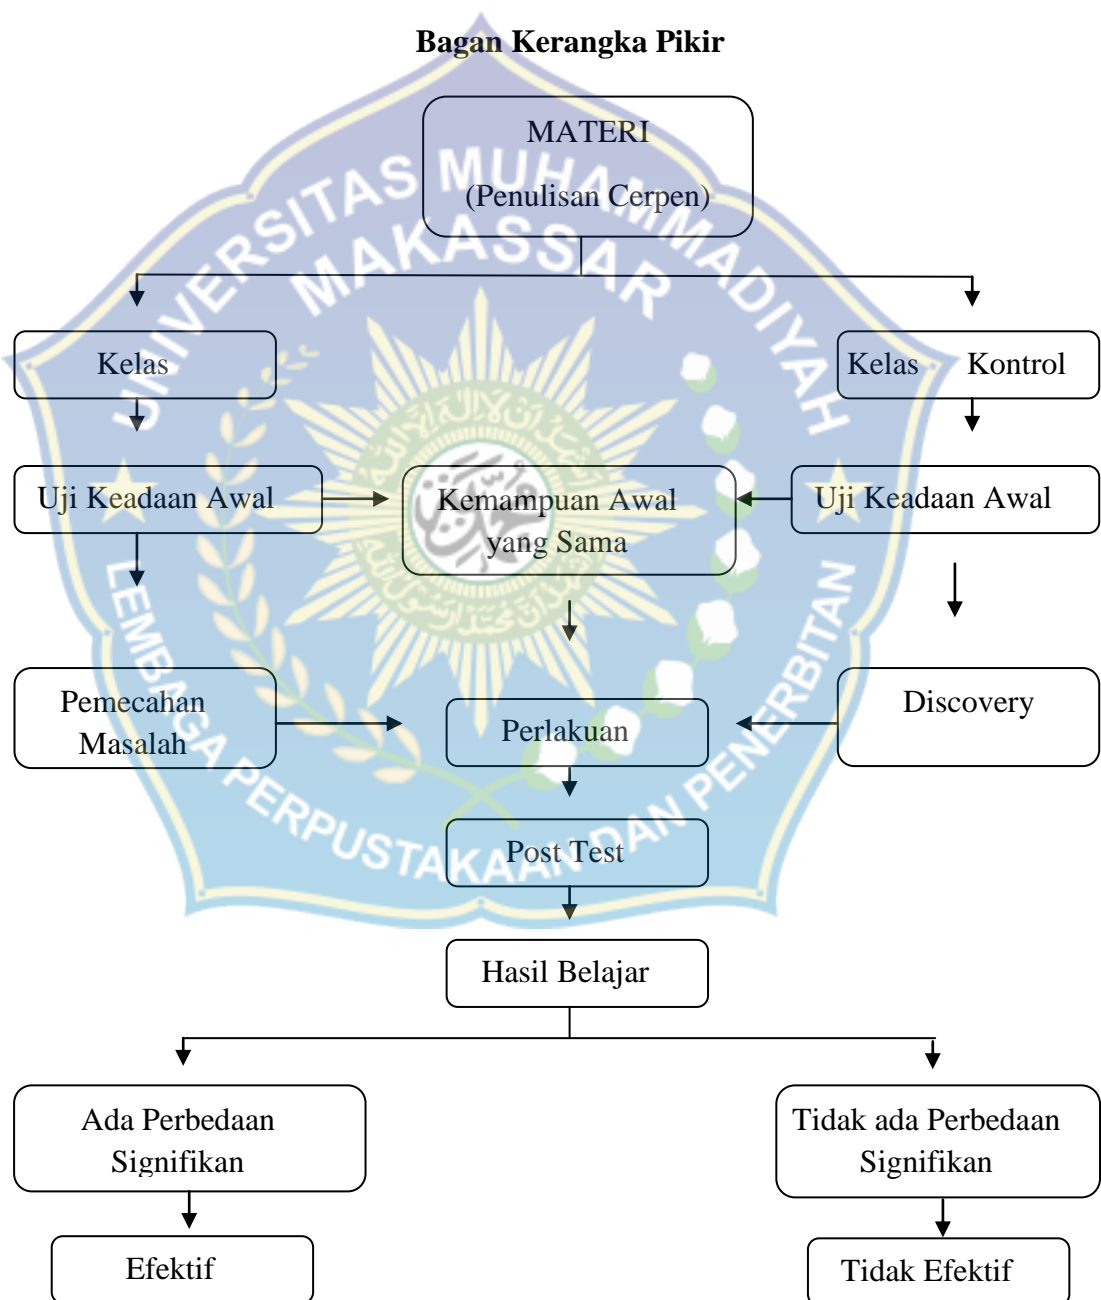 Bagan Kerangka Pikir
MATERI
(Penulisan Cerpen)
UNIVERSITAS MUHAMMADIYAH
MAKASSAR
Kelas
Kelas Kontrol
Uji Keadaan Awal
Kemampuan Awal
yang Sama
Uji Keadaan Awal
Pemecahan
Masalah
Perlakuan
Discovery
Post Test
LEMBAGA PERPUSTAKAAN DAN PENERBITAN
Hasil Belajar
Ada Perbedaan
Signifikan
Tidak ada Perbedaan
Signifikan
Efektif
Tidak Efektif